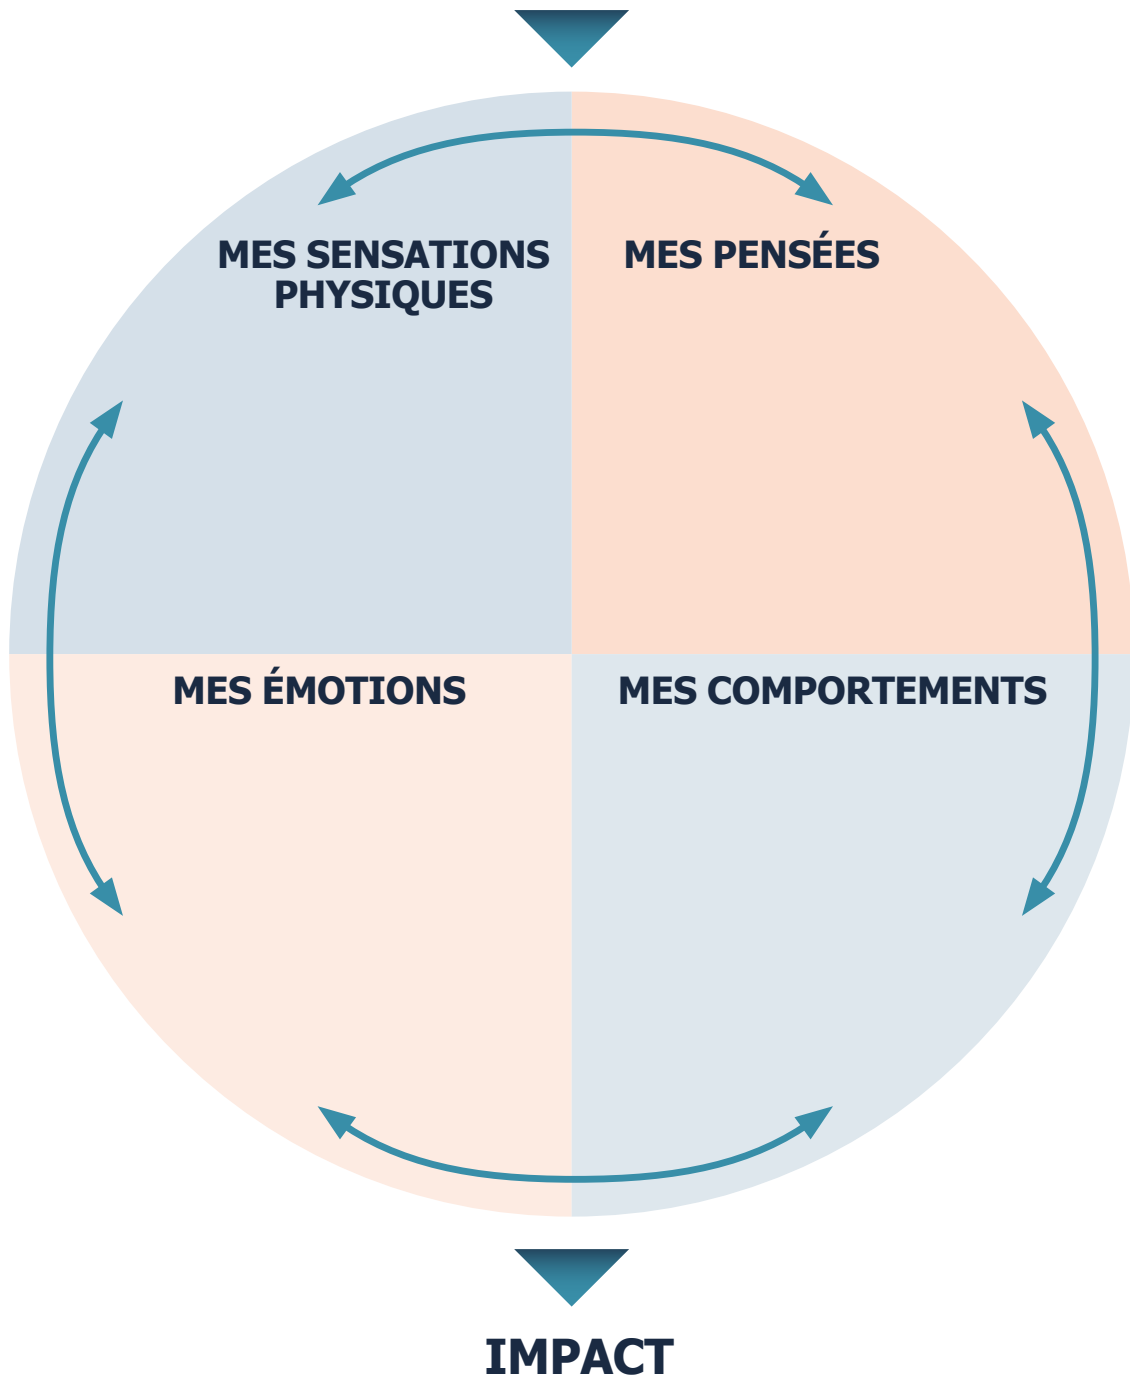 MES SENSATIONS
PHYSIQUES
MES PENSÉES
MES ÉMOTIONS
MES COMPORTEMENTS
IMPACT